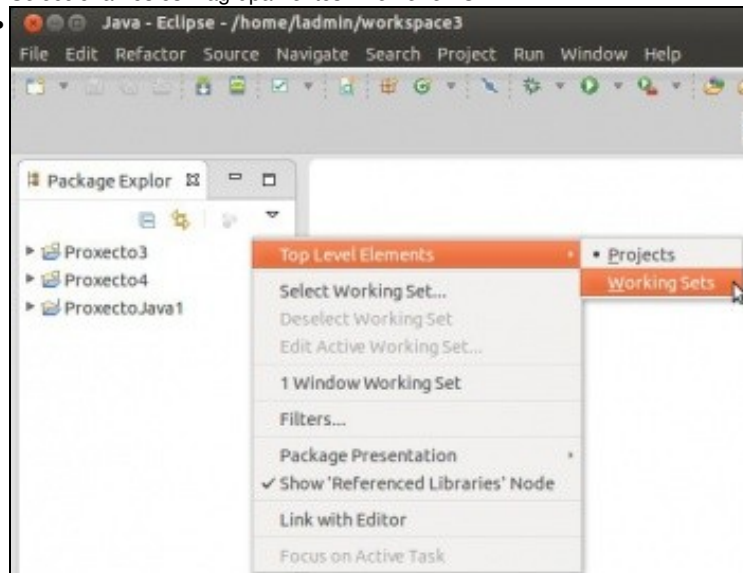 Java - Eclipse - /home/ladmin/workspace3
File Edit Refactor Source Navigate Search Project Run Window Help
Package Explor
Proxecto3
Proxecto4
ProxectoJava1
Top Level Elements
Projects
Working Sets
Select Working Set...
Deselect Working Set
Edit Active Working Set...
1 Window Working Set
Filters...
Package Presentation
Show 'Referenced Libraries' Node
Link with Editor
Focus on Active Task